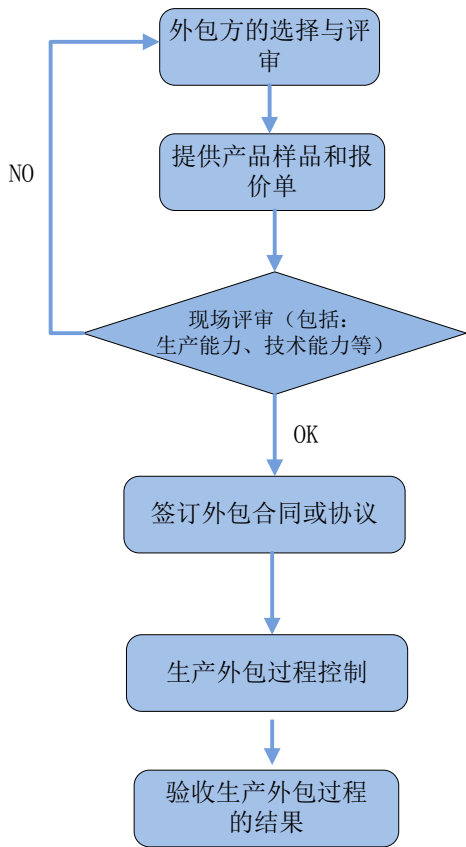 外包方的选择与评
审
提供产品样品和报
价单
NO
现场评审（包括：
生产能力、技术能力等）
OK
签订外包合同或协议
生产外包过程控制
验收生产外包过程
的结果